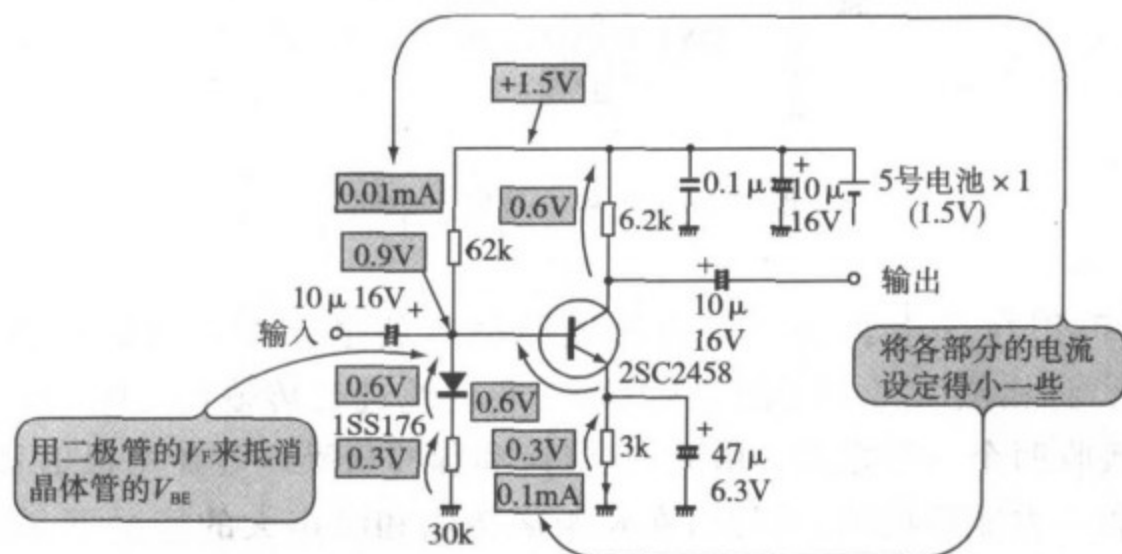 +1.5V
0.01mA
0.6V
6.2k
0.1μ
10μ
16V
5号电池×1
(1.5V)
0.9V
62k
10μ 16V
输入
10μ
16V
输出
2SC2458
将各部分的电流
设定得小一些
0.6V
1SS176
0.6V
用二极管的VF来抵消
晶体管的VBE
0.3V
30k
0.3V
0.1mA
3k
47μ
6.3V